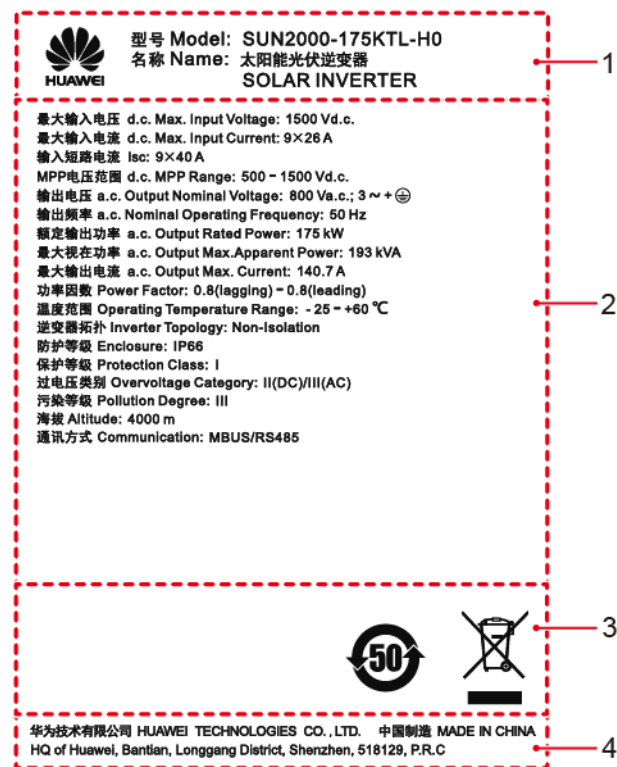 型号 Model: SUN2000-175KTL-H0
名称 Name: 太阳能光伏逆变器
SOLAR INVERTER
HUAWEI
1
最大输入电压 d.c. Max. Input Voltage: 1500 Vd.c.
最大输入电流 d.c. Max. Input Current: 9×26 A
输入短路电流 Isc: 9×40 A
MPP电压范围 d.c. MPP Range: 500 - 1500 Vd.c.
输出电压 a.c. Output Nominal Voltage: 800 Va.c.; 3 ~ +
输出频率 a.c. Nominal Operating Frequency: 50 Hz
额定输出功率 a.c. Output Rated Power: 175 kW
最大视在功率 a.c. Output Max.Apparent Power: 193 kVA
最大输出电流 a.c. Output Max. Current: 140.7 A
功率因数 Power Factor: 0.8(lagging) - 0.8(leading)
温度范围 Operating Temperature Range: - 25 - +60 ℃
逆变器拓扑 Inverter Topology: Non-Isolation
防护等级 Enclosure: IP66
保护等级 Protection Class: I
过电压类别 Overvoltage Category: II(DC)/III(AC)
污染等级 Pollution Degree: III
海拔 Altitude: 4000 m
通讯方式 Communication: MBUS/RS485
2
50
3
华为技术有限公司 HUAWEI TECHNOLOGIES CO., LTD. 中国制造 MADE IN CHINA
HQ of Huawei, Bantian, Longgang District, Shenzhen, 518129, P.R.C
4